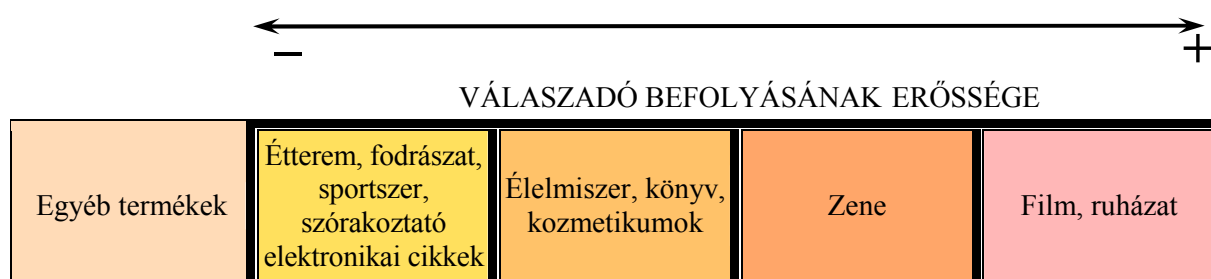 − +
VÁLASZADÓ BEFOLYÁSÁNAK ERŐSSÉGE
Egyéb termékek
Étterem, fodrászat,
sportszer,
szórakoztató
elektronikai cikkek
Élelmiszer, könyv,
kozmetikumok
Zene
Film, ruházat